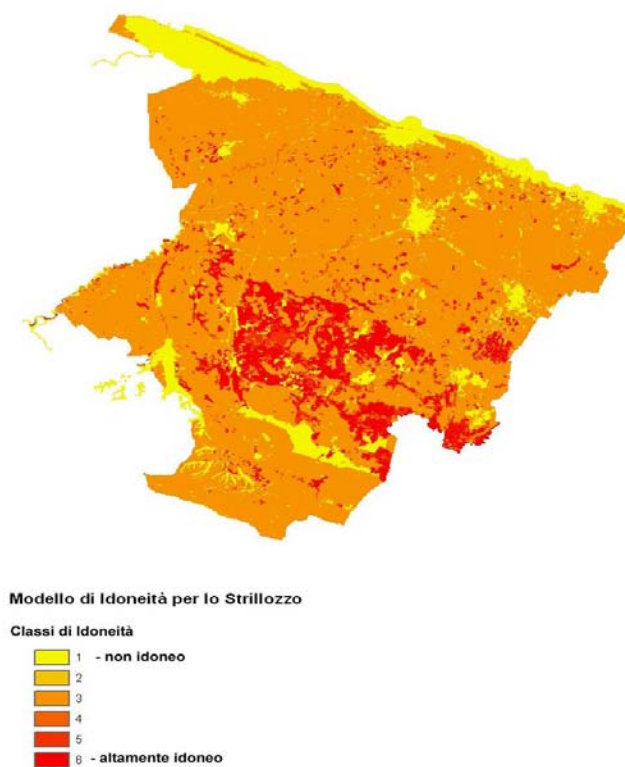 Modello di Idoneità per lo Strillozzo
Classi di Idoneità
1 - non idoneo
2
3
4
5
6 - altamente idoneo